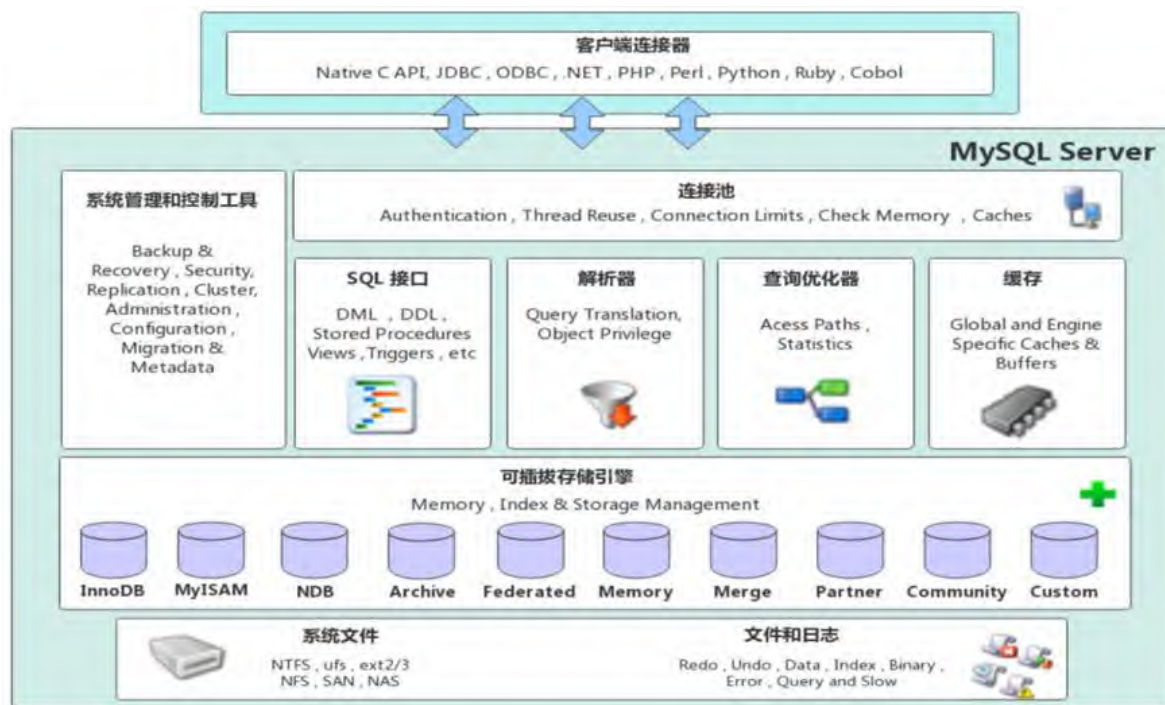 客户端连接器
Native C API, JDBC , ODBC , .NET , PHP , Perl , Python , Ruby , Cobol
MySQL Server
系统管理和控制工具
Backup &
Recovery , Security,
Replication , Cluster,
Administration ,
Configuration ,
Migration &
Metadata
连接池
Authentication , Thread Reuse , Connection Limits , Check Memory , Caches
SQL 接口
DML , DDL ,
Stored Procedures
Views ,Triggers , etc
解析器
Query Translation,
Object Privilege
查询优化器
Acess Paths ,
Statistics
缓存
Global and Engine
Specific Caches &
Buffers
可插拔存储引擎
Memory , Index & Storage Management
InnoDB
MyISAM
NDB
Archive
Federated
Memory
Merge
Partner
Community
Custom
系统文件
NTFS , ufs , ext2/3
NFS , SAN , NAS
文件和日志
Redo , Undo , Data , Index , Binary ,
Error , Query and Slow